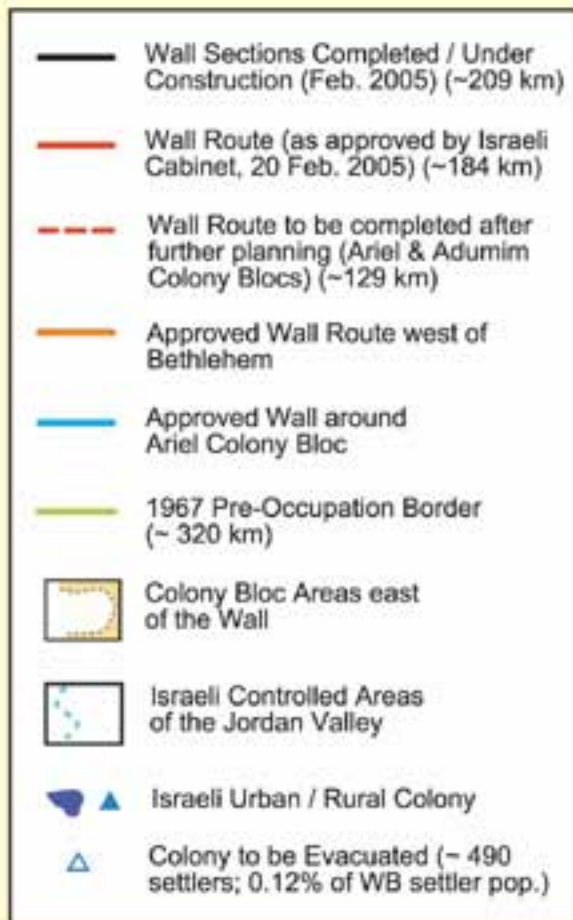 Wall Sections Completed / Under
Construction (Feb. 2005) (~209 km)
Wall Route (as approved by Israeli
Cabinet, 20 Feb. 2005) (~184 km)
Wall Route to be completed after
further planning (Ariel & Adumim
Colony Blocs) (~129 km)
Approved Wall Route west of
Bethlehem
Approved Wall around
Ariel Colony Bloc
1967 Pre-Occupation Border
(~ 320 km)
Colony Bloc Areas east
of the Wall
Israeli Controlled Areas
of the Jordan Valley
Israeli Urban / Rural Colony
Colony to be Evacuated (~ 490
settlers; 0.12% of WB settler pop.)